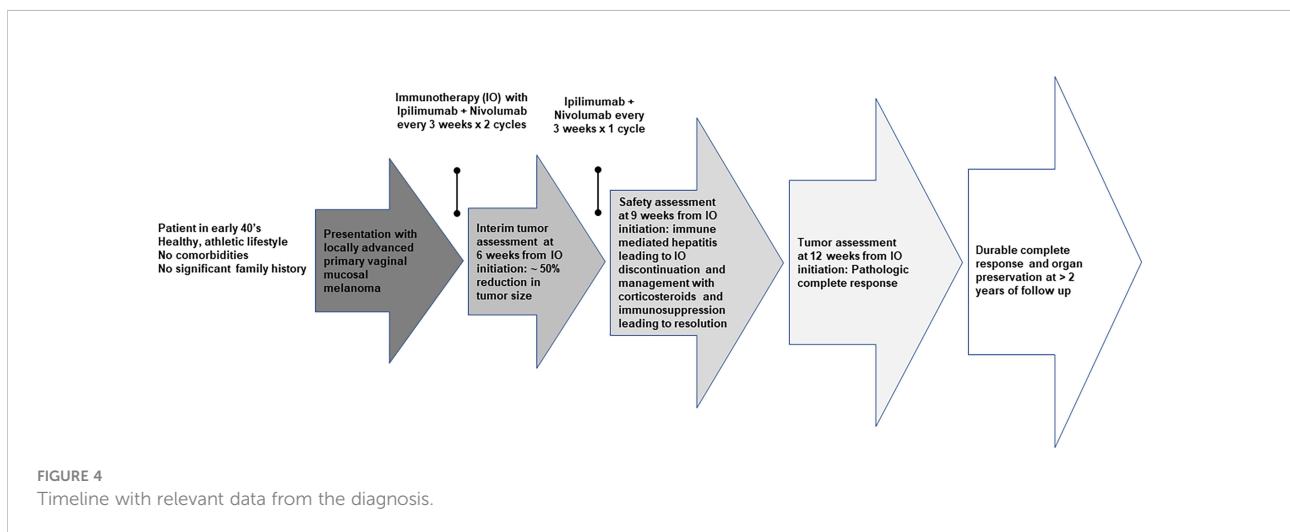 Immunotherapy (IO) with
Ipilimumab + Nivolumab
every 3 weeks x 2 cycles
Ipilimumab +
Nivolumab every
3 weeks x 1 cycle
Patient in early 40's
Healthy, athletic lifestyle
No comorbidities
No significant family history
Presentation with
locally advanced
primary vaginal
mucosal
melanoma
Interim tumor
assessment at
6 weeks from IO
initiation: ~ 50%
reduction in
tumor size
Safety assessment
at 9 weeks from IO
initiation: immune
mediated hepatitis
leading to IO
discontinuation and
management with
corticosteroids and
immunosuppression
leading to resolution
Tumor assessment
at 12 weeks from IO
initiation: Pathologic
complete response
Durable complete
response and organ
preservation at > 2
years of follow up
FIGURE 4
Timeline with relevant data from the diagnosis.